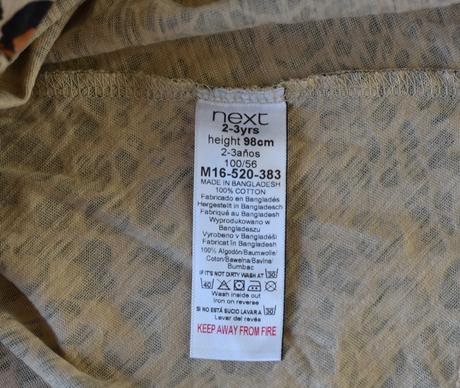 next
2-3yrs
height 98cm
2-3años
100/56
M16-520-383
MADE IN BANGLADESH
100% COTTON
Fabricado en Bangladés
Hergestellt in Bangladesch
Fabriqué au Bangladesh
Wyprodukowano w
Bangladeszu
Vyrobeno v Bangladéši
Fabricat în Bangladesh
100% Algodón/Baumwolle/
Coton/Bawełna/Bavlna/
Bumbac
IF IT'S NOT DIRTY WASH AT 30
40
Wash inside out
Iron on reverse
SI NO ESTÁ SUCIO LAVAR A 30
Lavar del revés
KEEP AWAY FROM FIRE